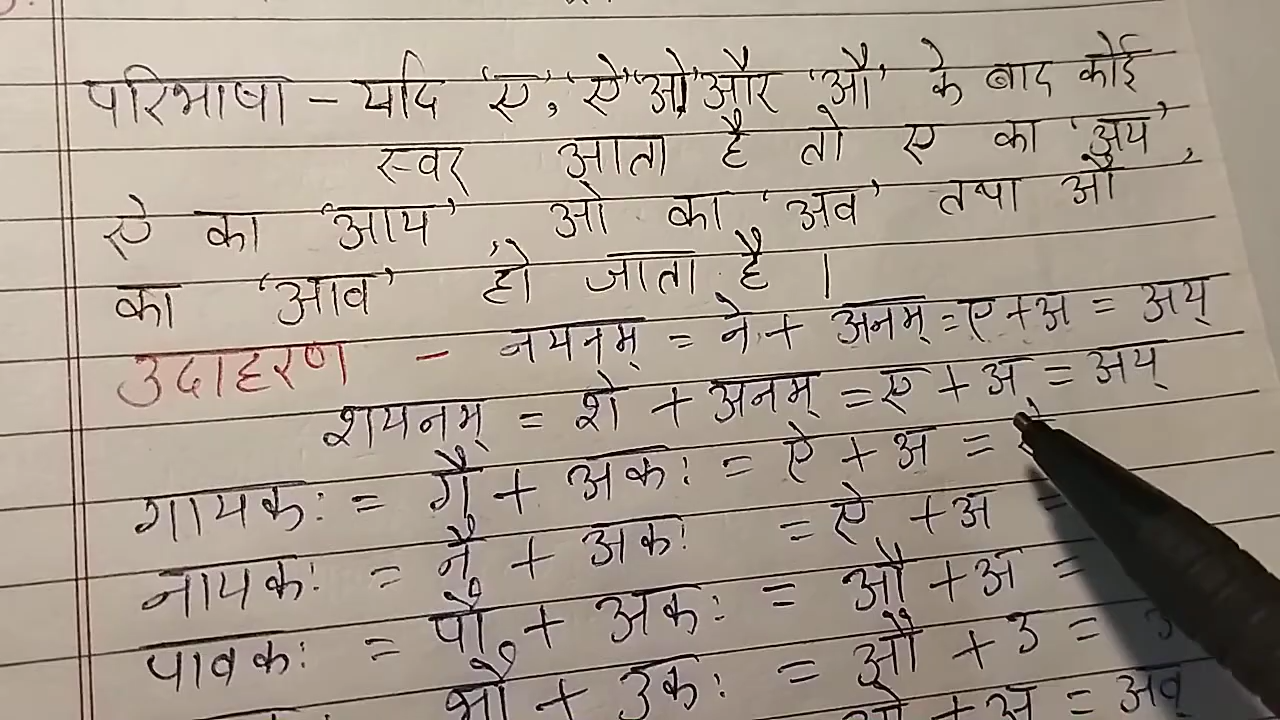 परिभाषा – यदि 'ए', 'ऐ' 'ओ' और 'औ' के बाद कोई
स्वर् आता है तो ए का 'अय',
ऐ का 'आय', ओ का 'अव' तथा औ
का 'आव' हो जाता है ।
उदाहरण – नयनम् = ने + अनम् = ए + अ = अय्
शयनम् = शे + अनम् = ए + अ = अय्
गायकः = गै + अकः = ऐ + अ =
नायकः = नै + अकः = ऐ + अ =
पावकः = पौ + अकः = औ + अ =
भौ + उकः = औ + उ =
+ अ = अव्